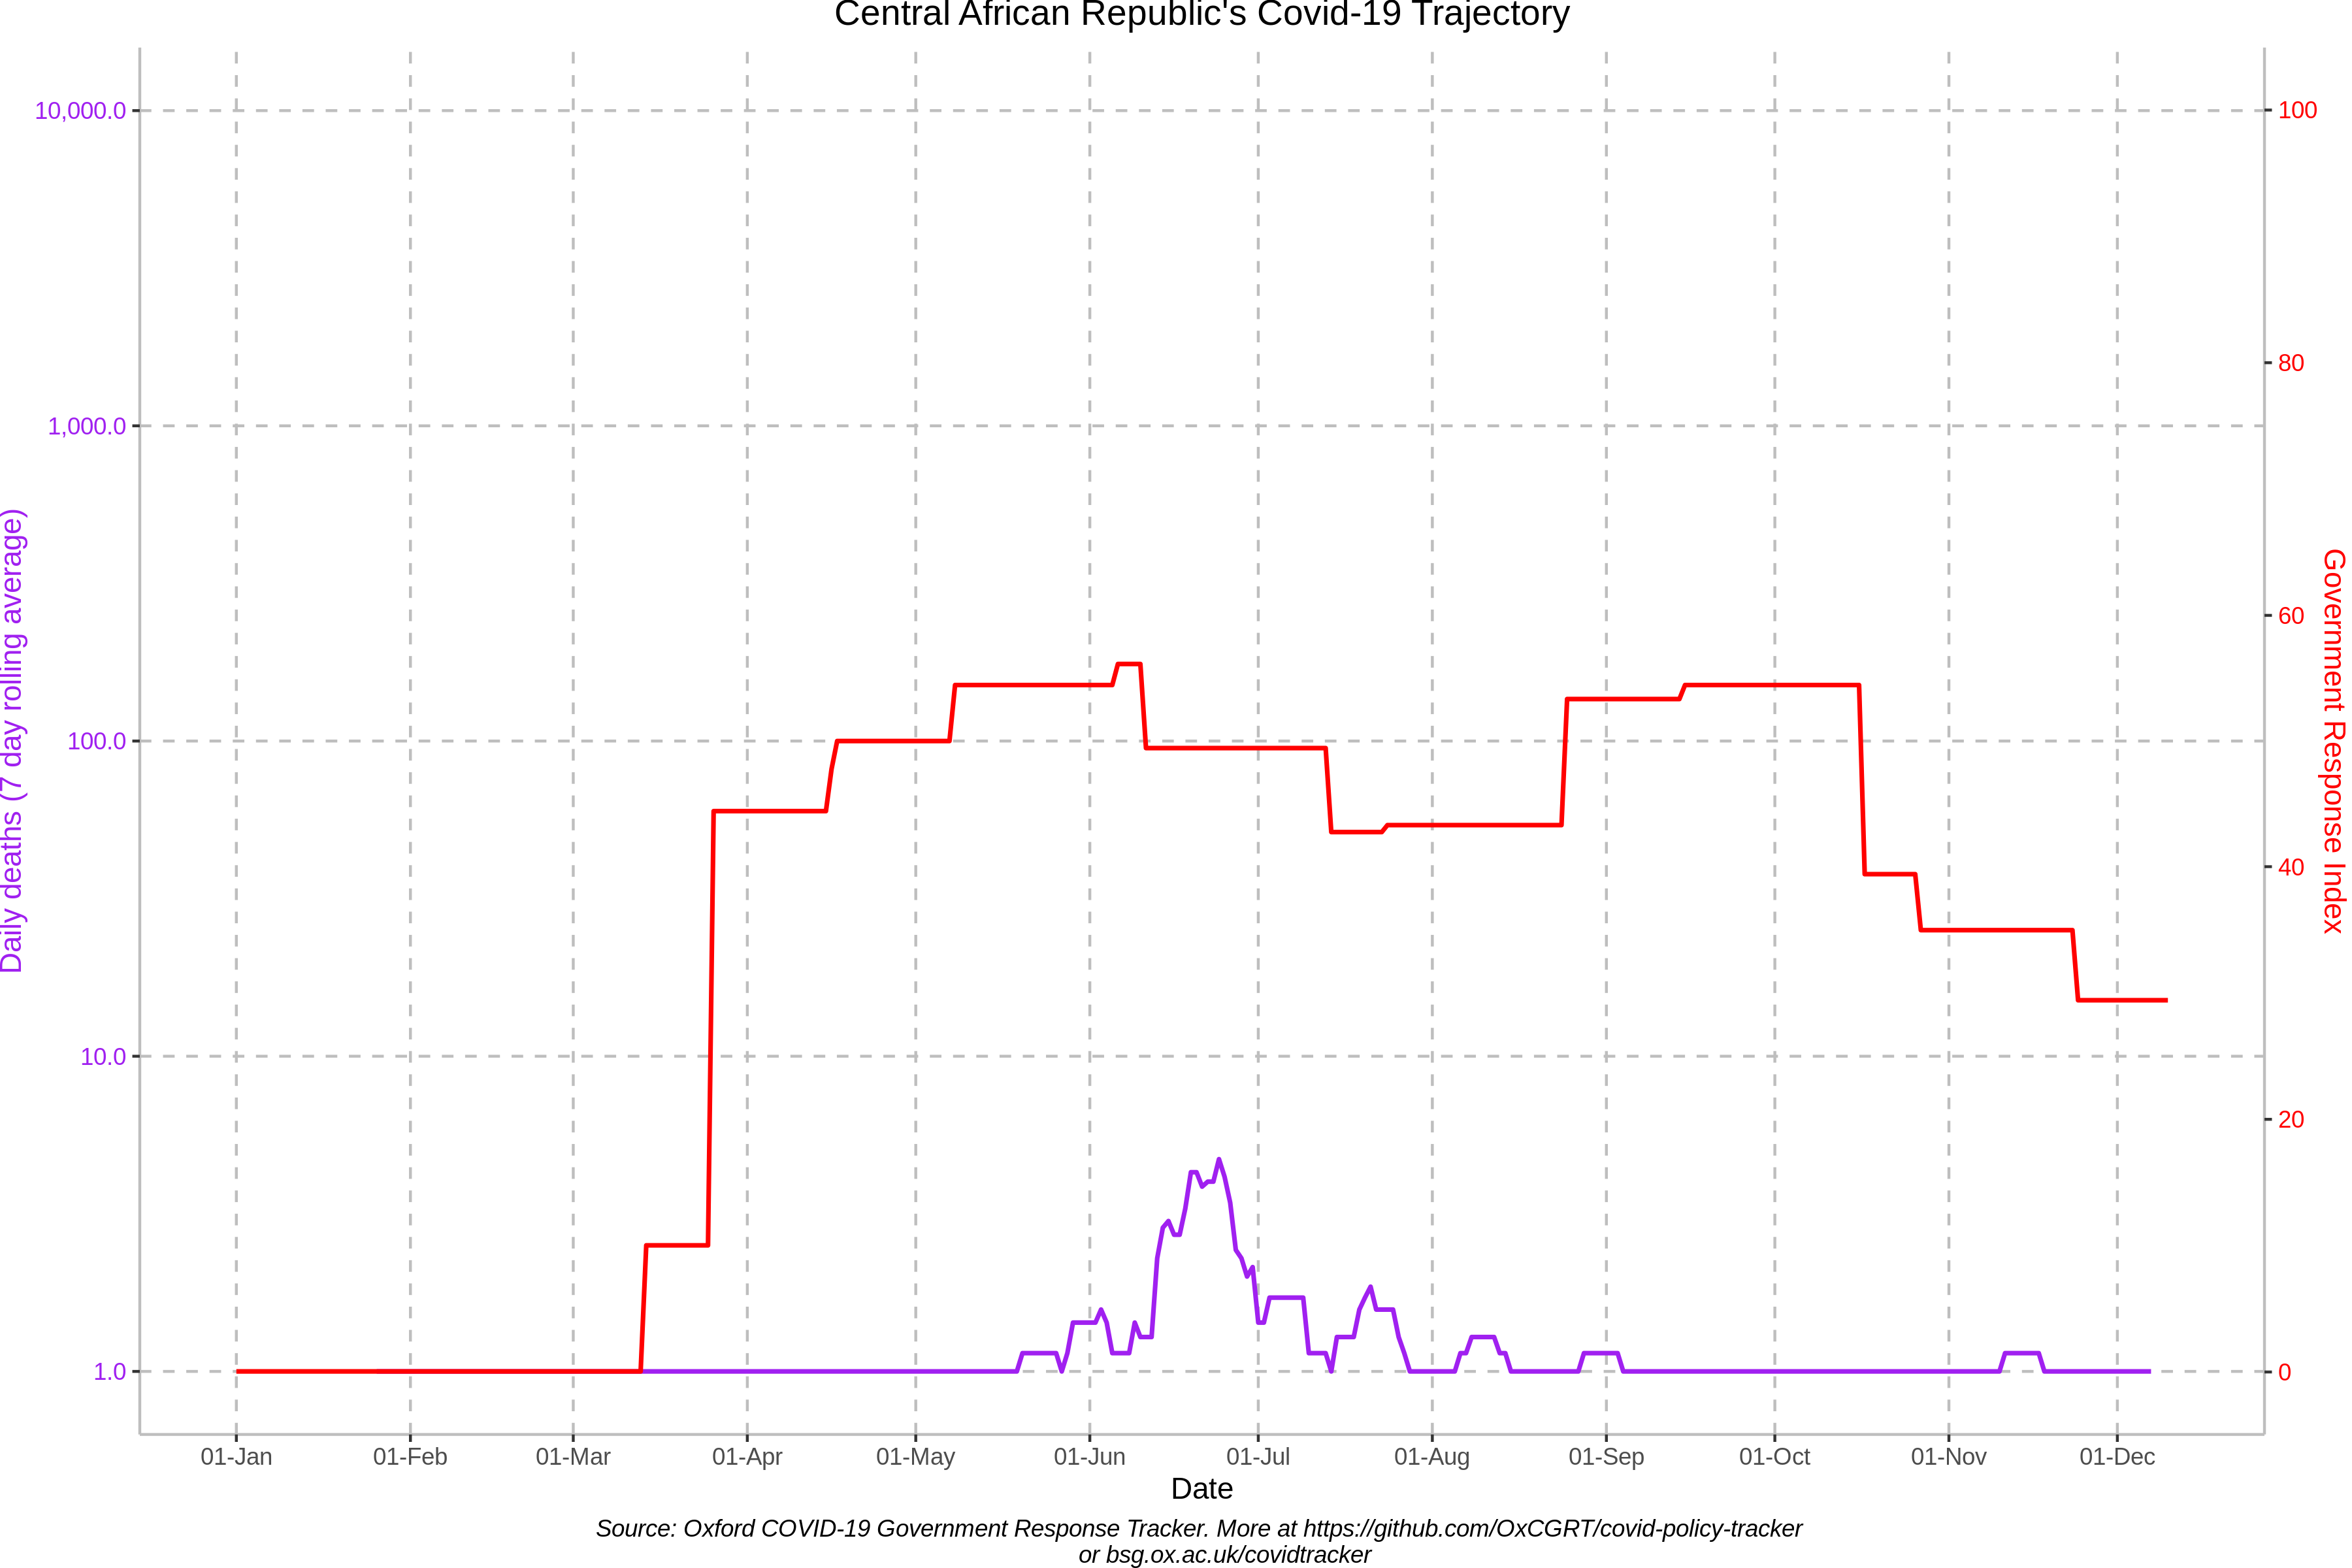 Central African Republic's Covid-19 Trajectory
10,000.0
1,000.0
100.0
10.0
1.0
Daily deaths (7 day rolling average)
100
80
60
40
20
0
Government Response Index
01-Jan 01-Feb 01-Mar 01-Apr 01-May 01-Jun 01-Jul 01-Aug 01-Sep 01-Oct 01-Nov 01-Dec
Date
Source: Oxford COVID-19 Government Response Tracker. More at https://github.com/OxCGRT/covid-policy-tracker
or bsg.ox.ac.uk/covidtracker